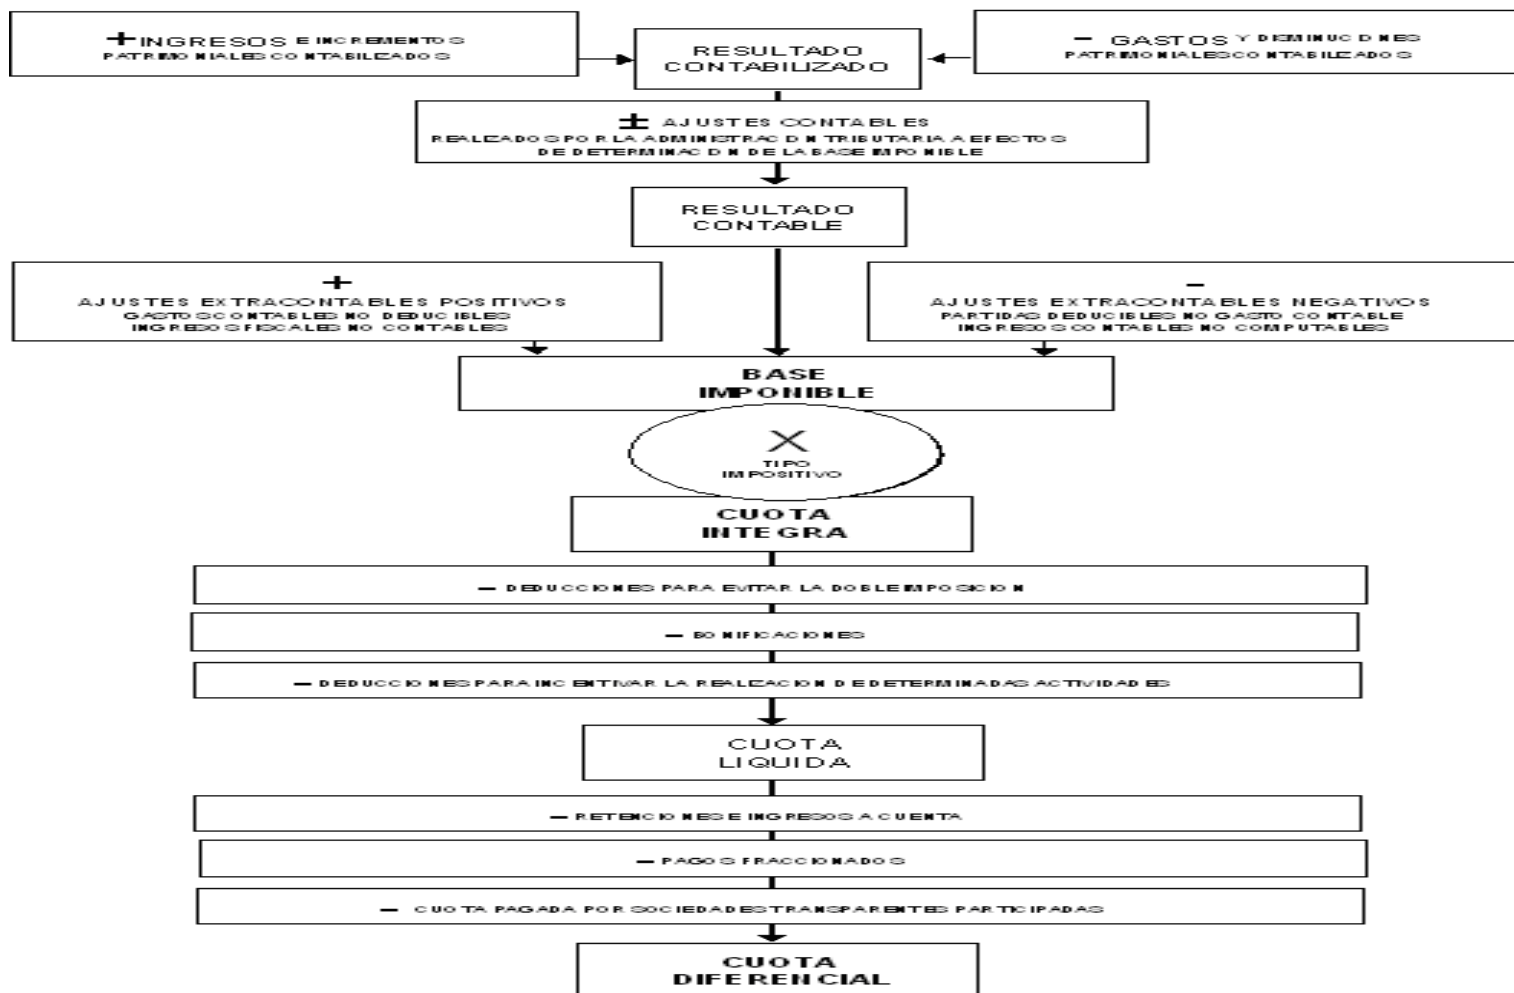 + INGRESOS E INCREMENTOS
PATRIMONIALES CONTABILIZADOS
RESULTADO
CONTABILIZADO
- GASTOS Y DISMINUCIONES
PATRIMONIALES CONTABILIZADOS
± AJUSTES CONTABLES
REALIZADOS POR LA ADMINISTRACION TRIBUTARIA A EFECTOS
DE DETERMINACION DE LA BASE IMPONIBLE
RESULTADO
CONTABLE
+
AJUSTES EXTRACONTABLES POSITIVOS
GASTOS CONTABLES NO DEDUCIBLES
INGRESOS FISCALES NO CONTABLES
-
AJUSTES EXTRACONTABLES NEGATIVOS
PARTIDAS DEDUCIBLES NO GASTO CONTABLE
INGRESOS CONTABLES NO COMPUTABLES
BASE
IMPONIBLE
X
TIPO
IMPOSITIVO
CUOTA
INTEGRA
- DEDUCCIONES PARA EVITAR LA DOBLE IMPOSICION
- BONIFICACIONES
- DEDUCCIONES PARA INCENTIVAR LA REALIZACION DE DETERMINADAS ACTIVIDADES
CUOTA
LIQUIDA
- RETENCIONES E INGRESOS A CUENTA
- PAGOS FRACCIONADOS
- CUOTA PAGADA POR SOCIEDADES TRANSPARENTES PARTICIPADAS
CUOTA
DIFERENCIAL